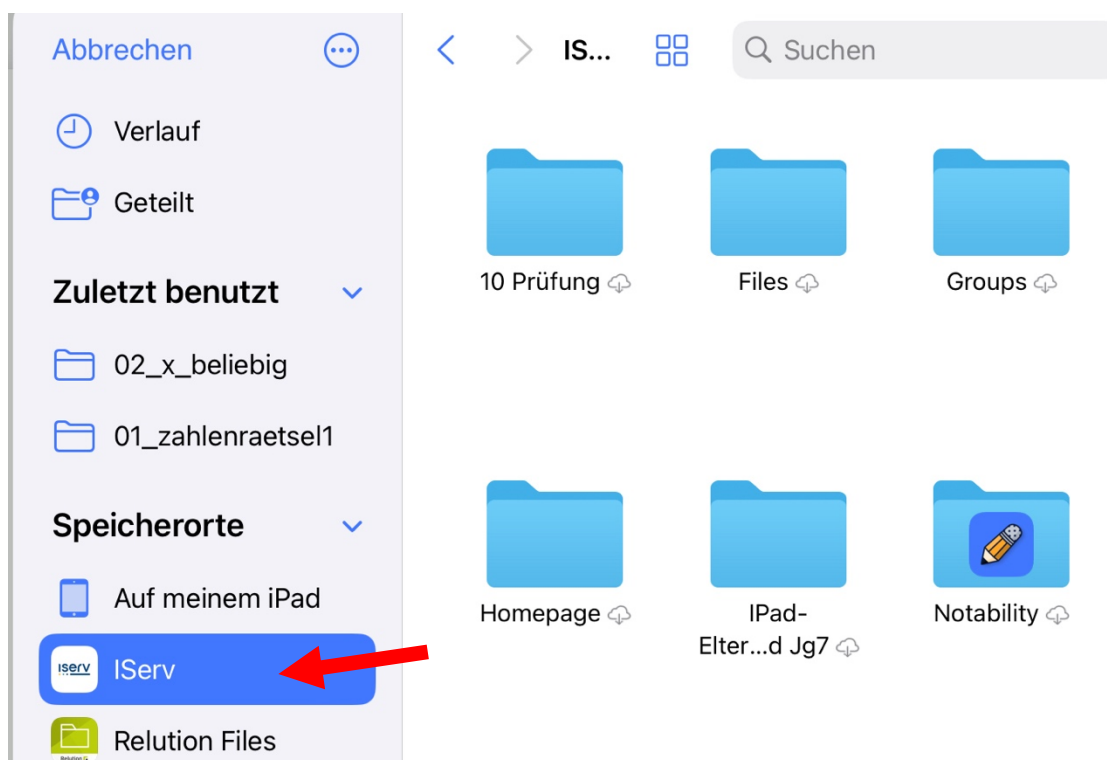 Abbrechen
Verlauf
Geteilt
Zuletzt benutzt
02_x_beliebig
01_zahlenraetsel1
Speicherorte
Auf meinem iPad
ISERV IServ
Relution Files
IS...
Suchen
10 Prüfung
Files
Groups
Homepage
IPad-
Elter...d Jg7
Notability